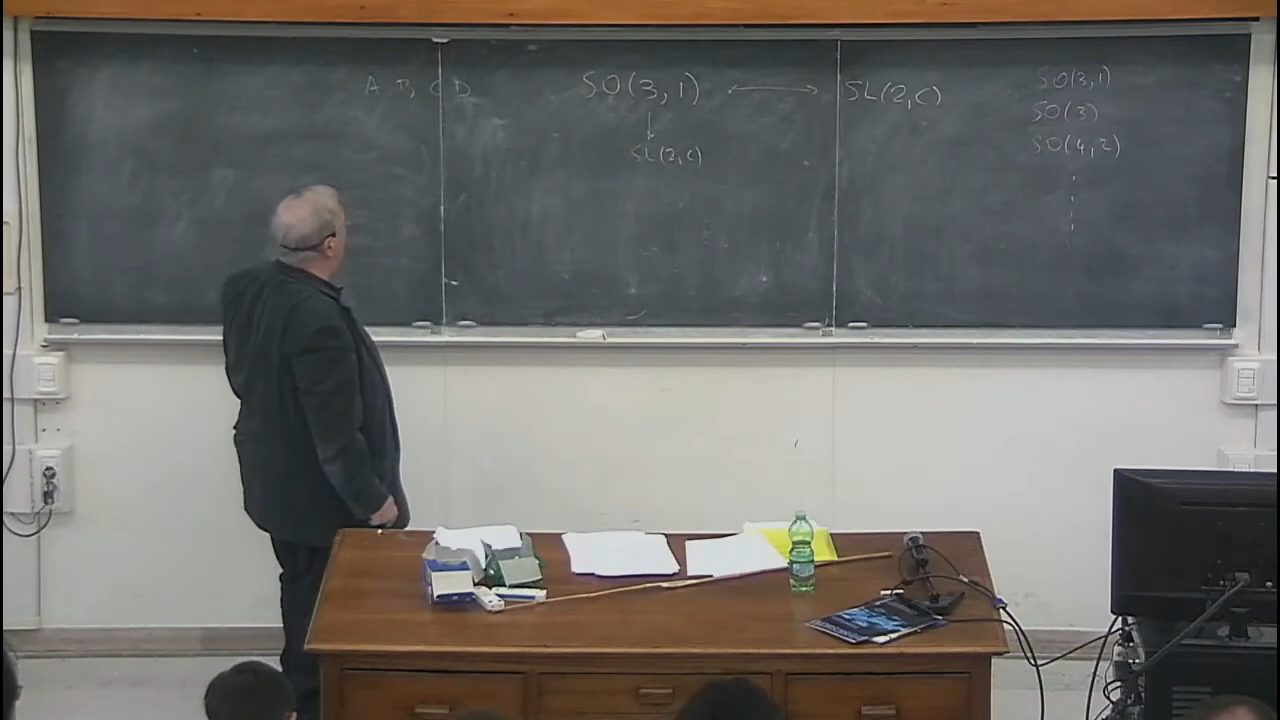 A B, C D
SO(3,1) ⟷ SL(2,C)
↓
SL(2,C)
SO(3,1)
SO(3)
SO(4,2)